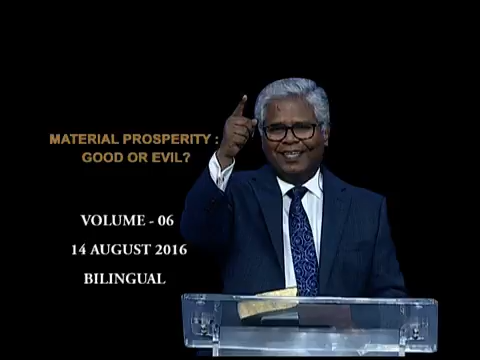 MATERIAL PROSPERITY :
GOOD OR EVIL?
VOLUME - 06
14 AUGUST 2016
BILINGUAL